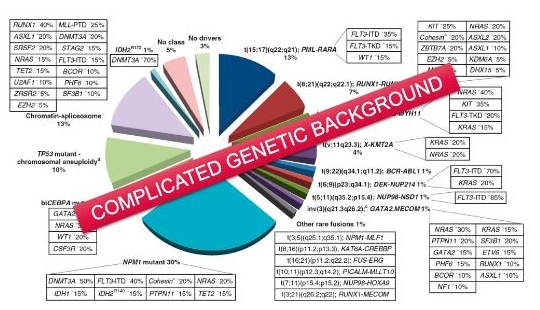 RUNX1 ˜40% MLL-PTD ˜25%
ASXL1 ˜20% DNMT3A ˜20%
SRSF2 ˜20% STAG2 ˜15%
NRAS ˜15% FLT3-ITD ˜15%
TET2 ˜15% BCOR ˜10%
U2AF1 ˜10% PHF6 ˜10%
ZRSR2 ˜5% SF3B1 ˜10%
EZH2 ˜5%
IDH2R172 1%
DNMT3A ˜70%
No class
5%
No drivers
3%
t(15;17)(q22;q21); PML-RARA
13%
FLT3-ITD ˜35%
FLT3-TKD ˜15%
WT1 ˜15%
KIT ˜25% NRAS ˜20%
Cohesin ˜20% ASXL2 ˜20%
ZBTB7A ˜20% ASXL1 ˜10%
EZH2 ˜5% KDM6A ˜5%
DHX15 ˜5%
t(8;21)(q22;q22.1);
7%
NRAS ˜40%
KIT ˜35%
FLT3-TKD ˜20%
KRAS ˜15%
t(v;11q23.3); X-KMT2A
4%
KRAS ˜20%
NRAS ˜20%
t(9;22)(q34.1;q11.2); BCR-ABL1 1%
t(6;9)(p23;q34.1); DEK-NUP214 1%
FLT3-ITD ˜70%
KRAS ˜20%
t(5;11)(q35.2;p15.4); NUP98-NSD1 1%
FLT3-ITD ˜85%
inv(3)(q21.3q26.2); GATA2,MECOM 1%
NRAS ˜30% KRAS ˜15%
PTPN11 ˜20% SF3B1 ˜20%
GATA2 ˜15% ETV6 ˜15%
PHF6 ˜15% RUNX1 ˜10%
BCOR ˜10% ASXL1 ˜10%
NF1 ˜10%
Other rare fusions 1%
t(3;5)(q25.1;q35.1); NPM1-MLF1
t(8;16)(p11.2;p13.3); KAT6A-CREBBP
t(16;21)(p11.2;q22.2); FUS-ERG
t(10;11)(p12.3;q14.2); PICALM-MLLT10
t(7;11)(p15.4;p15.2); NUP98-HOXA9
t(3;21)(q26.2;q22); RUNX1-MECOM
Chromatin-spliceosome
13%
TP53 mutant -
chromosomal aneuploidy
10%
biCEBPA
GATA2
NRAS
WT1 ˜20%
CSF3R ˜20%
NPM1 mutant 30%
DNMT3A ˜50% FLT3-ITD ˜40% Cohesin ˜20% NRAS ˜20%
IDH1 ˜15% IDH2R140 ˜15% PTPN11 ˜15% TET2 ˜15%
COMPLICATED GENETIC BACKGROUND